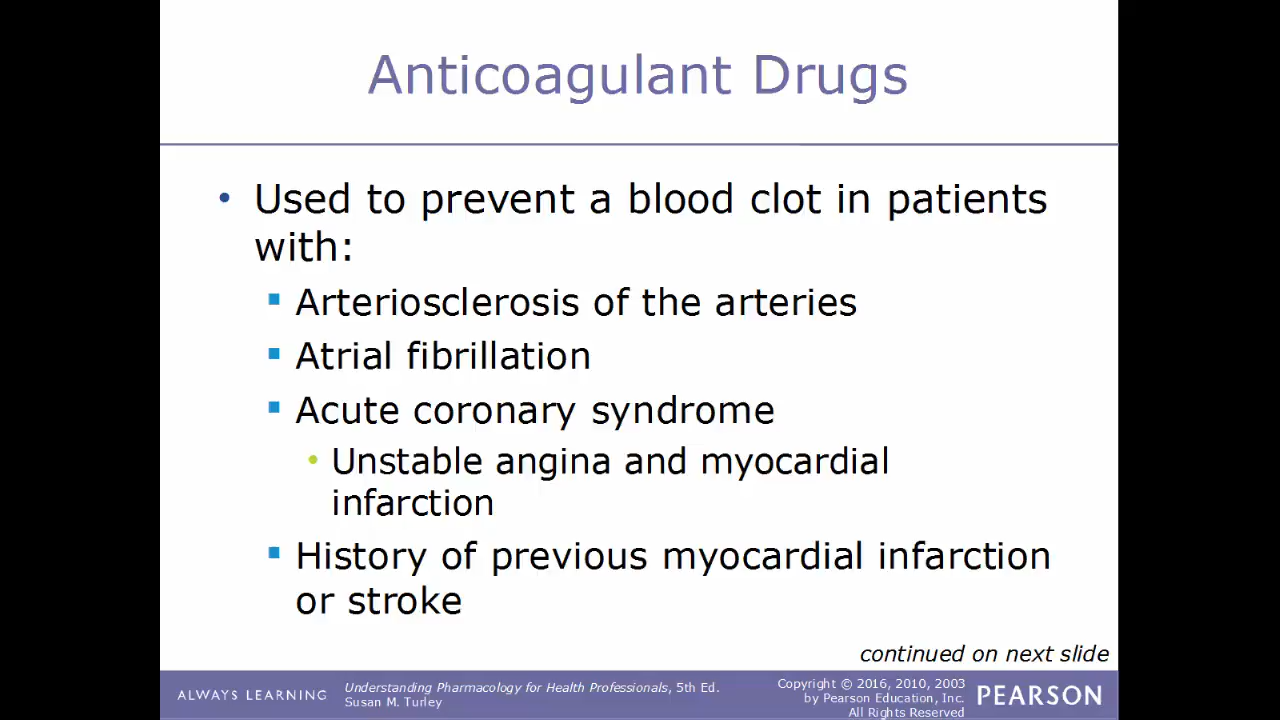 Anticoagulant Drugs
• Used to prevent a blood clot in patients
with:
▪ Arteriosclerosis of the arteries
▪ Atrial fibrillation
▪ Acute coronary syndrome
• Unstable angina and myocardial
infarction
▪ History of previous myocardial infarction
or stroke
continued on next slide
ALWAYS LEARNING
Understanding Pharmacology for Health Professionals, 5th Ed.
Susan M. Turley
Copyright © 2016, 2010, 2003
by Pearson Education, Inc.
All Rights Reserved
PEARSON